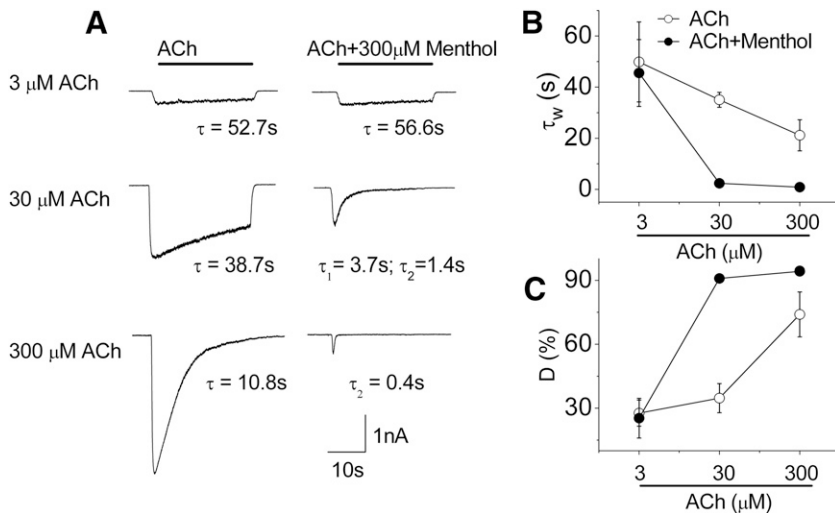 A
ACh
ACh+300μM Menthol
3 μM ACh
τ = 52.7s
τ = 56.6s
30 μM ACh
τ = 38.7s
τ₁= 3.7s; τ₂=1.4s
300 μM ACh
τ = 10.8s
τ₂ = 0.4s
1nA
10s
B
ACh
ACh+Menthol
τw (s)
60
40
20
0
3
30
300
ACh (μM)
C
D (%)
90
60
30
3
30
300
ACh (μM)